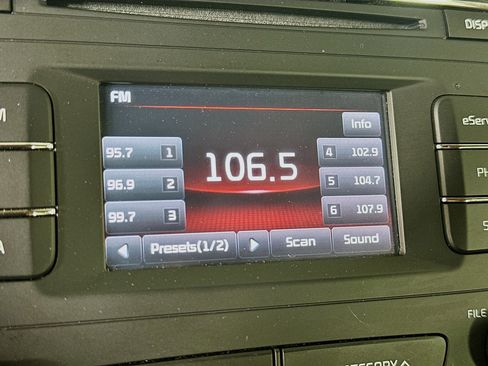 DISP
FM
Info
eServ
95.7 1
106.5
4 102.9
96.9 2
5 104.7
99.7 3
6 107.9
Presets(1/2)
Scan
Sound
FILE